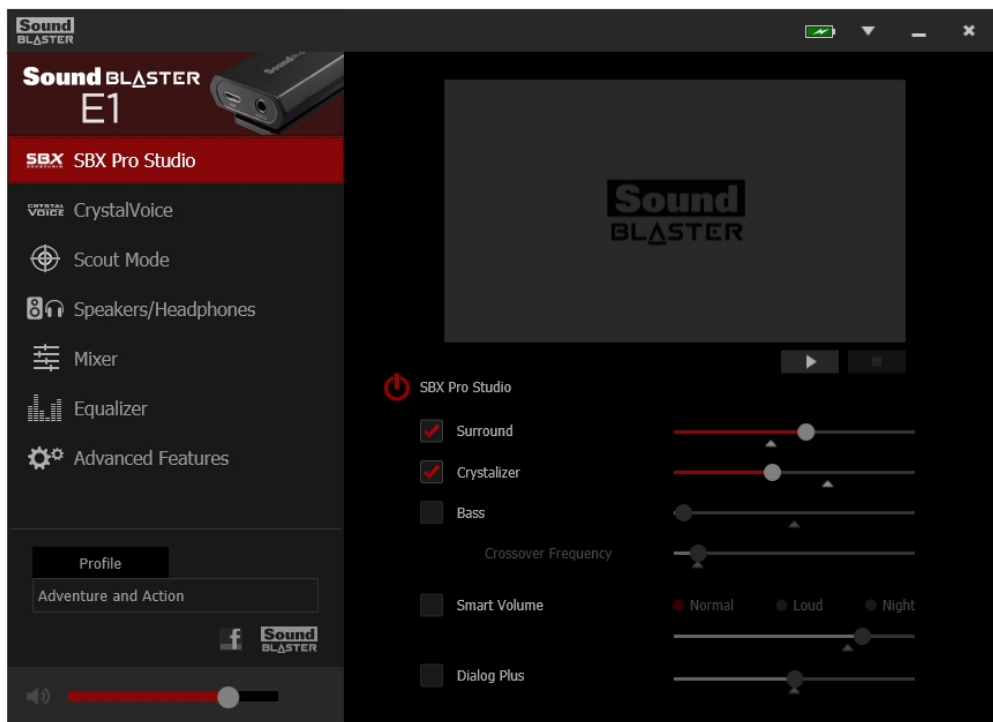 Sound
BLASTER
Sound BLASTER
E1
SBX SBX Pro Studio
CRYSTAL
VOICE CrystalVoice
Scout Mode
Speakers/Headphones
Mixer
Equalizer
Advanced Features
Profile
Adventure and Action
f Sound
BLASTER
Sound
BLASTER
SBX Pro Studio
Surround
Crystalizer
Bass
Crossover Frequency
Smart Volume Normal Loud Night
Dialog Plus